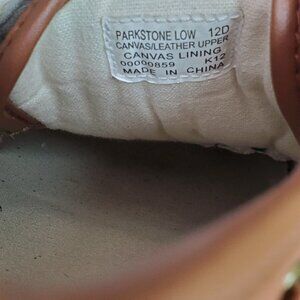 PARKSTONE LOW 12D
CANVAS/LEATHER UPPER
CANVAS LINING
00000859 K12
MADE IN CHINA